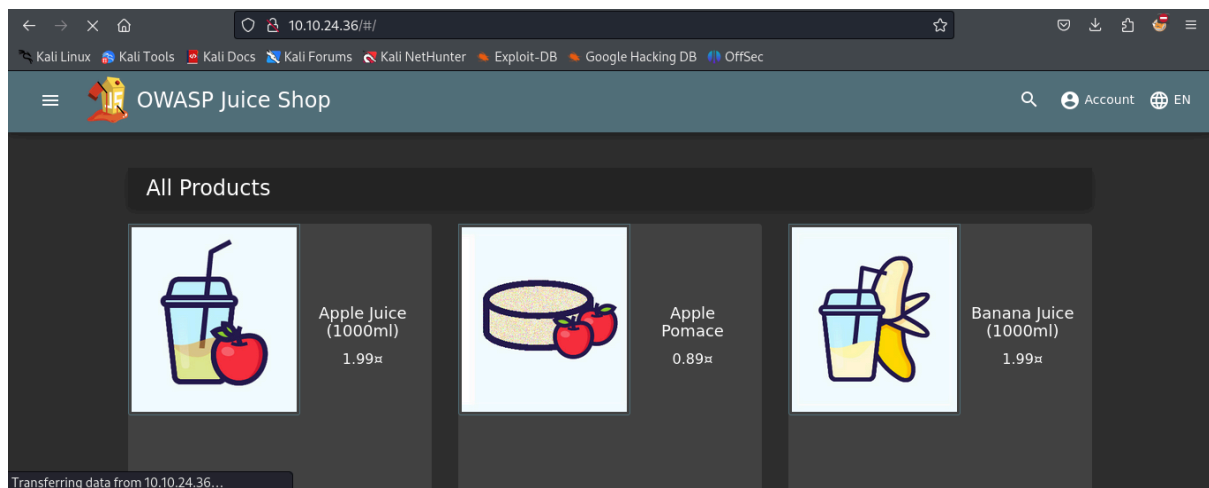 10.10.24.36/#/
Kali Linux Kali Tools Kali Docs Kali Forums Kali NetHunter Exploit-DB Google Hacking DB OffSec
OWASP Juice Shop Account EN
All Products
Apple Juice
(1000ml)
1.99¤
Apple
Pomace
0.89¤
Banana Juice
(1000ml)
1.99¤
Transferring data from 10.10.24.36...